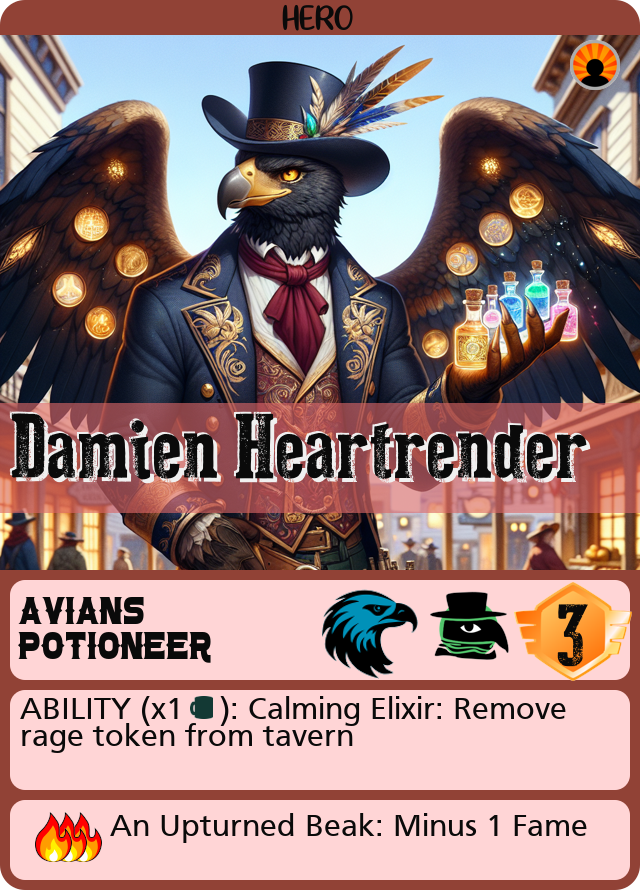 HERO
Damien Heartrender
AVIANS
POTIONEER
3
ABILITY (x1 ): Calming Elixir: Remove
rage token from tavern
An Upturned Beak: Minus 1 Fame